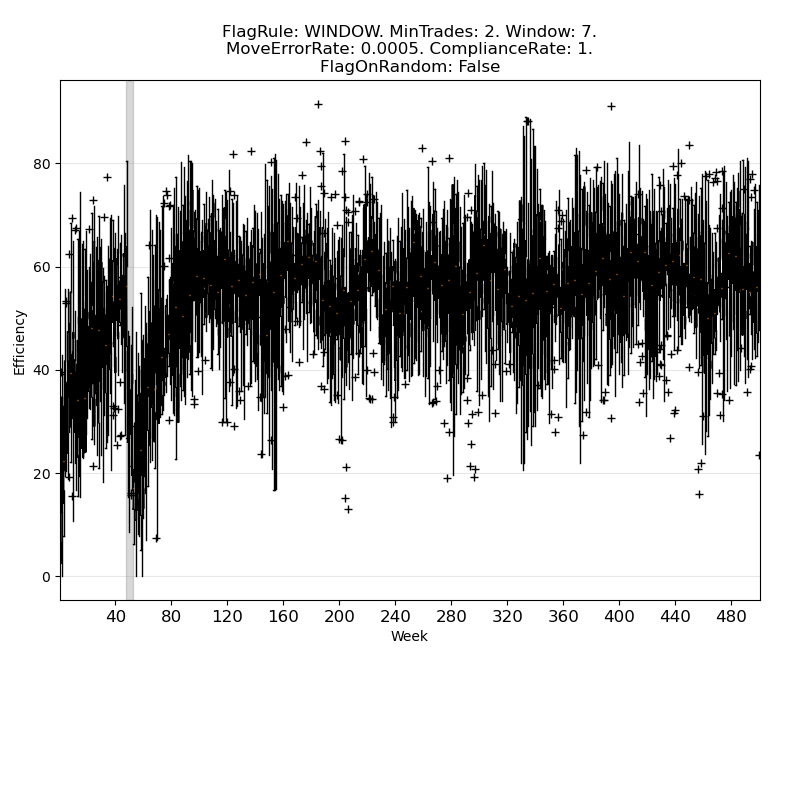 FlagRule: WINDOW. MinTrades: 2. Window: 7.
MoveErrorRate: 0.0005. ComplianceRate: 1.
FlagOnRandom: False
80
60
40
20
0
Efficiency
40 80 120 160 200 240 280 320 360 400 440 480
Week